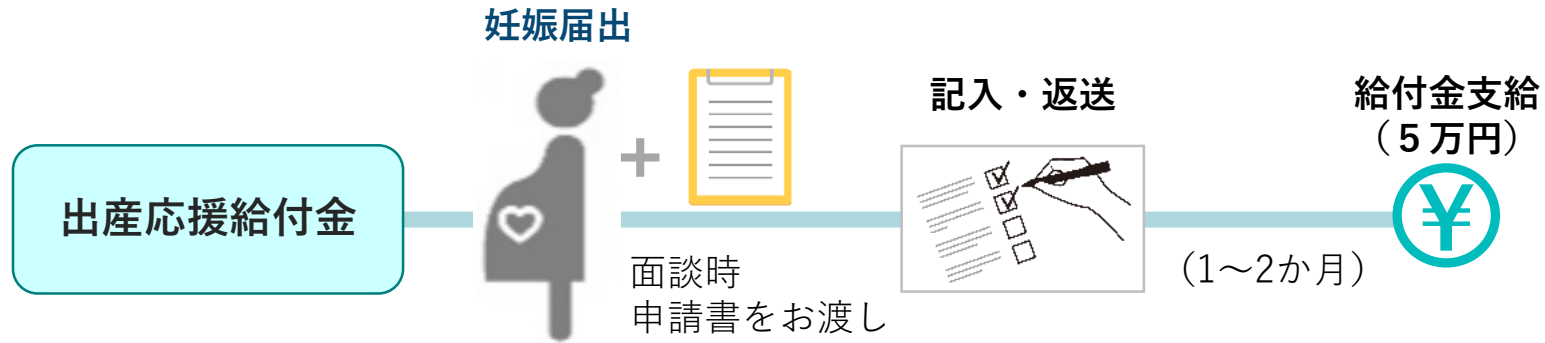 妊娠届出
記入・返送
給付金支給
（５万円）
出産応援給付金
面談時
申請書をお渡し
(1～2か月)